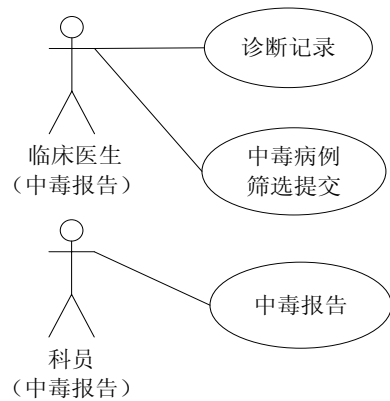 诊断记录
临床医生
（中毒报告）
中毒病例
筛选提交
中毒报告
科员
（中毒报告）